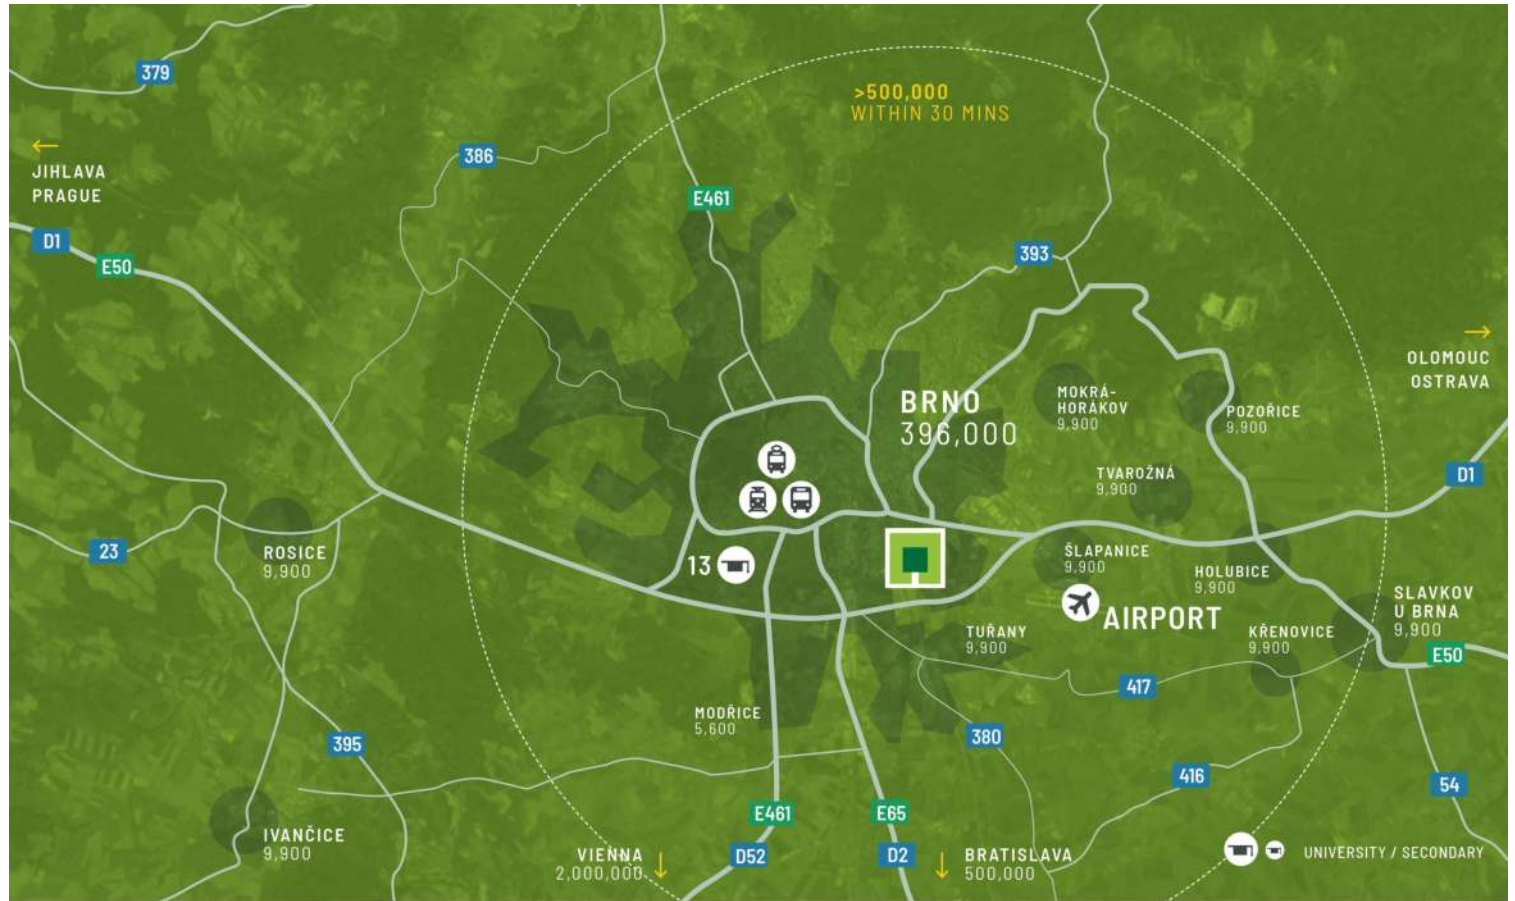 379
>500,000
WITHIN 30 MINS
JIHLAVA
PRAGUE
386
E461
D1
E50
393
OLOMOUC
OSTRAVA
BRNO
396,000
MOKRÁ-
HORÁKOV
9,900
POZOŘICE
9,900
TVAROŽNÁ
9,900
D1
23
ROSICE
9,900
13
ŠLAPANICE
9,900
HOLUBICE
9,900
AIRPORT
SLAVKOV
U BRNA
9,900
TUŘANY
9,900
KŘENOVICE
9,900
E50
417
MODŘICE
5,600
380
395
416
54
E461
E65
IVANČICE
9,900
VIENNA
2,000,000
D52
D2
BRATISLAVA
500,000
UNIVERSITY / SECONDARY